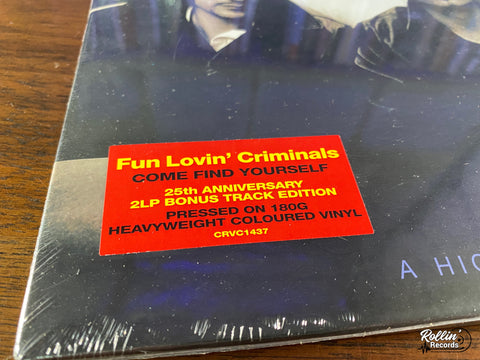 Fun Lovin' Criminals
COME FIND YOURSELF
25th ANNIVERSARY
2LP BONUS TRACK EDITION
PRESSED ON 180G
HEAVYWEIGHT COLOURED VINYL
CRVC1437
A HIG
Rollin'
Records